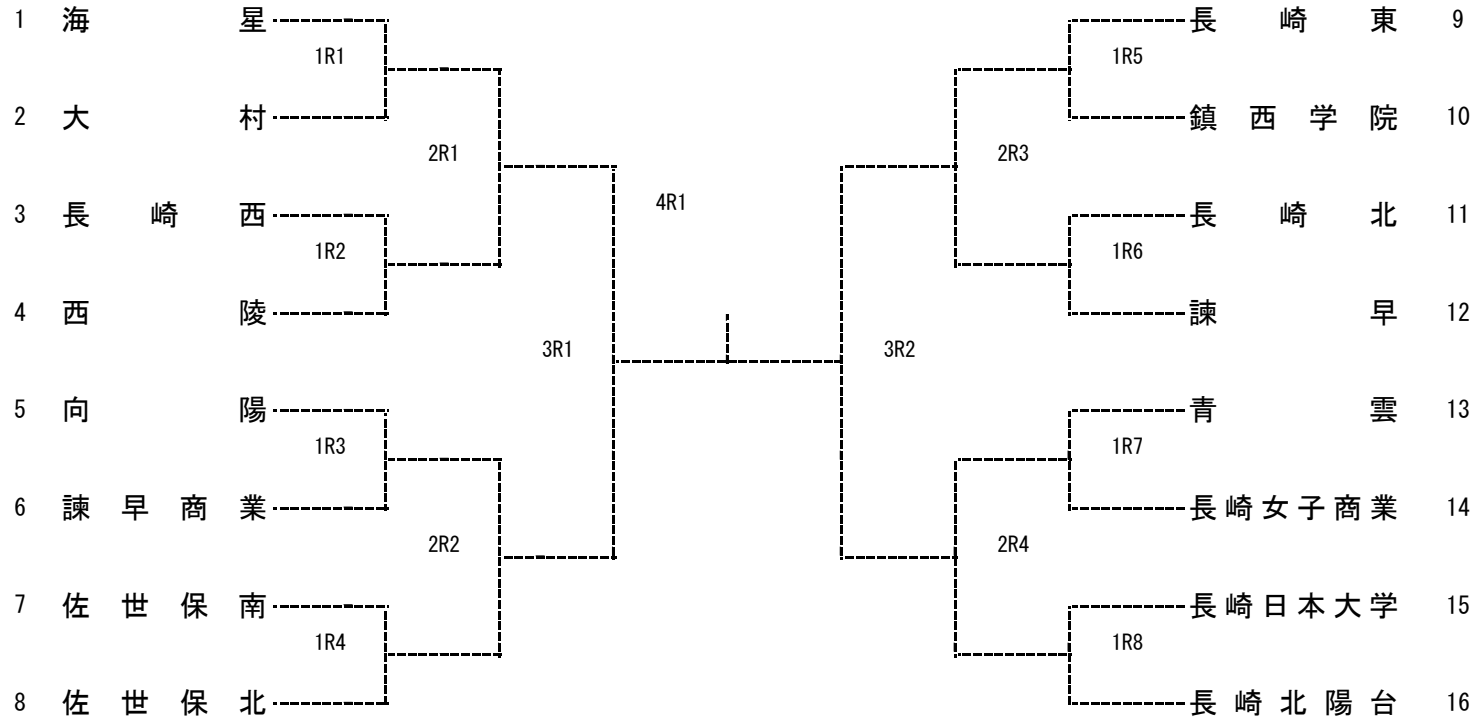 1 海星 長崎東 9
1R1 1R5
2 大村 鎮西学院 10
2R1 2R3
4R1
3 長崎西 長崎北 11
1R2 1R6
4 西陵 諫早 12
3R1 3R2
5 向陽 青雲 13
1R3 1R7
6 諫早商業 長崎女子商業 14
2R2 2R4
7 佐世保南 長崎日本大学 15
1R4 1R8
8 佐世保北 長崎北陽台 16